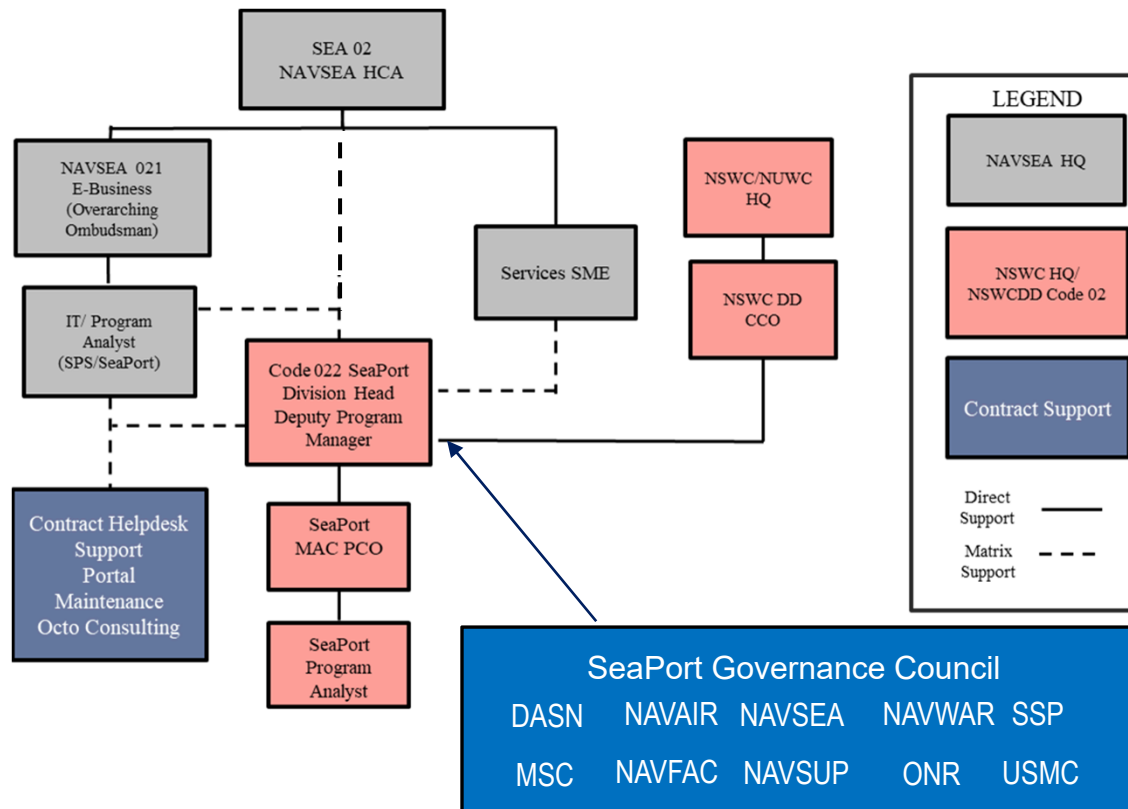 SEA 02
NAVSEA HCA
NAVSEA 021
E-Business
(Overarching
Ombudsman)
IT/ Program
Analyst
(SPS/SeaPort)
Services SME
NSWC/NUWC
HQ
NSWC DD
CCO
Code 022 SeaPort
Division Head
Deputy Program
Manager
Contract Helpdesk
Support
Portal
Maintenance
Octo Consulting
SeaPort
MAC PCO
SeaPort
Program
Analyst
LEGEND
NAVSEA HQ
NSWC HQ/
NSWCDD Code 02
Contract Support
Direct
Support
Matrix
Support
SeaPort Governance Council
DASN NAVAIR NAVSEA NAVWAR SSP
MSC NAVFAC NAVSUP ONR USMC